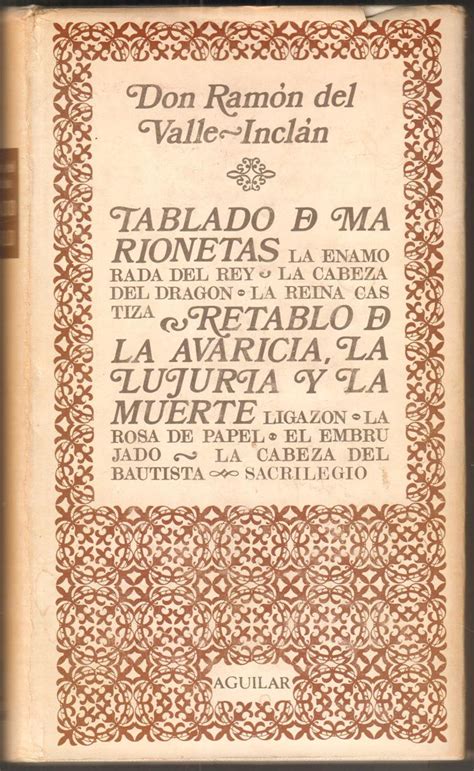 Don Ramón del
Valle~Inclán
TABLADO D MA
RIONETAS LA ENAMO
RADA DEL REY ~ LA CABEZA
DEL DRAGON • LA REINA CAS
TIZA ~ RETABLO D
LA AVARICIA, LA
LUJURIA Y LA
MUERTE LIGAZON • LA
ROSA DE PAPEL • EL EMBRU
JADO ~ LA CABEZA DEL
BAUTISTA ~ SACRILEGIO
AGUILAR